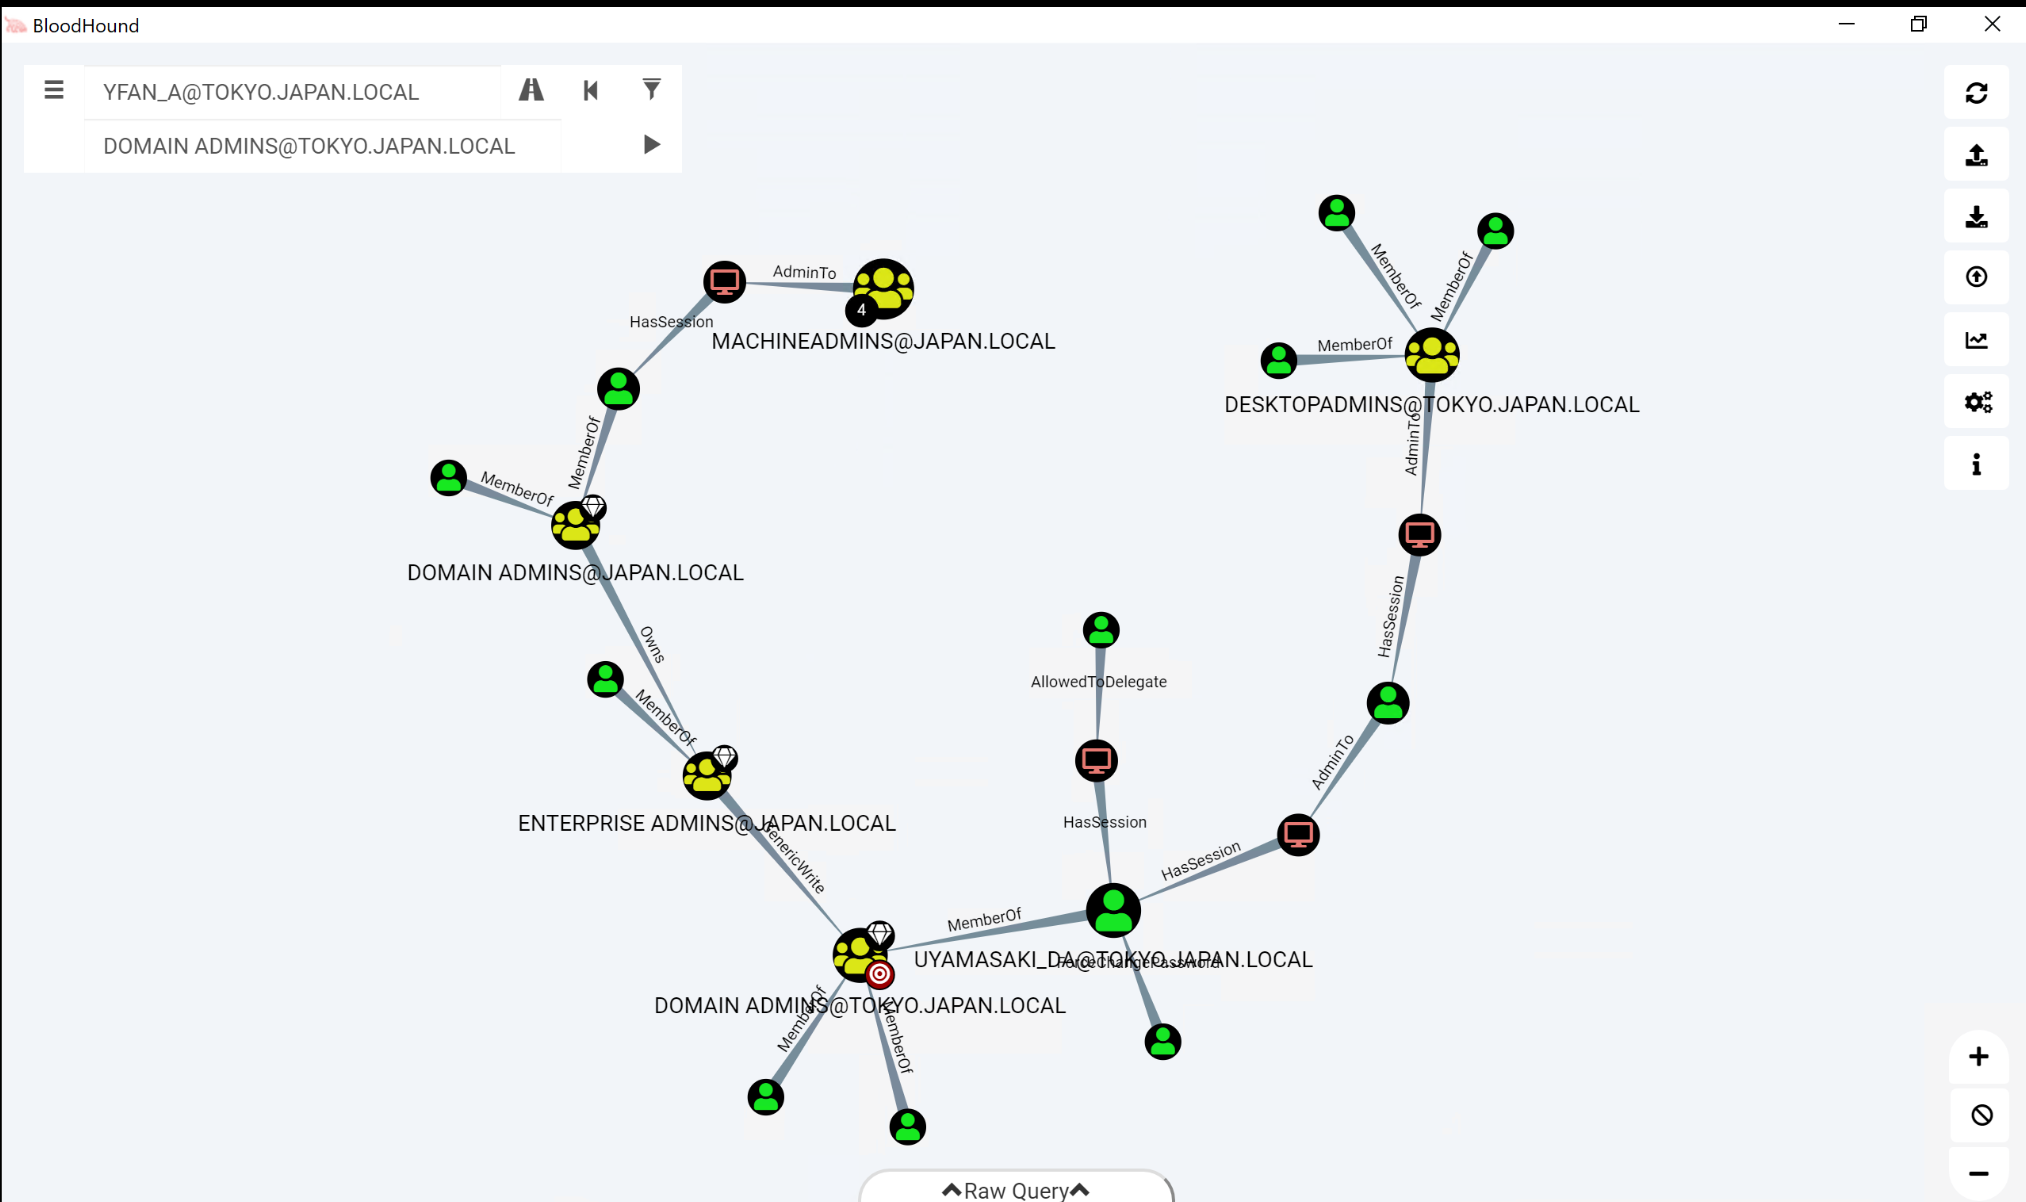 BloodHound
YFAN_A@TOKYO.JAPAN.LOCAL
DOMAIN ADMINS@TOKYO.JAPAN.LOCAL
MemberOf
MemberOf
AdminTo
4
HasSession
MACHINEADMINS@JAPAN.LOCAL
MemberOf
DESKTOPADMINS@TOKYO.JAPAN.LOCAL
AdminTo
MemberOf
MemberOf
DOMAIN ADMINS@JAPAN.LOCAL
HasSession
Owns
AllowedToDelegate
MemberOf
AdminTo
ENTERPRISE ADMINS@JAPAN.LOCAL
HasSession
GenericWrite
HasSession
MemberOf
UYAMASAKI_DA@TOKYO.JAPAN.LOCAL
ForceChangePassword
DOMAIN ADMINS@TOKYO.JAPAN.LOCAL
MemberOf
MemberOf
Raw Query